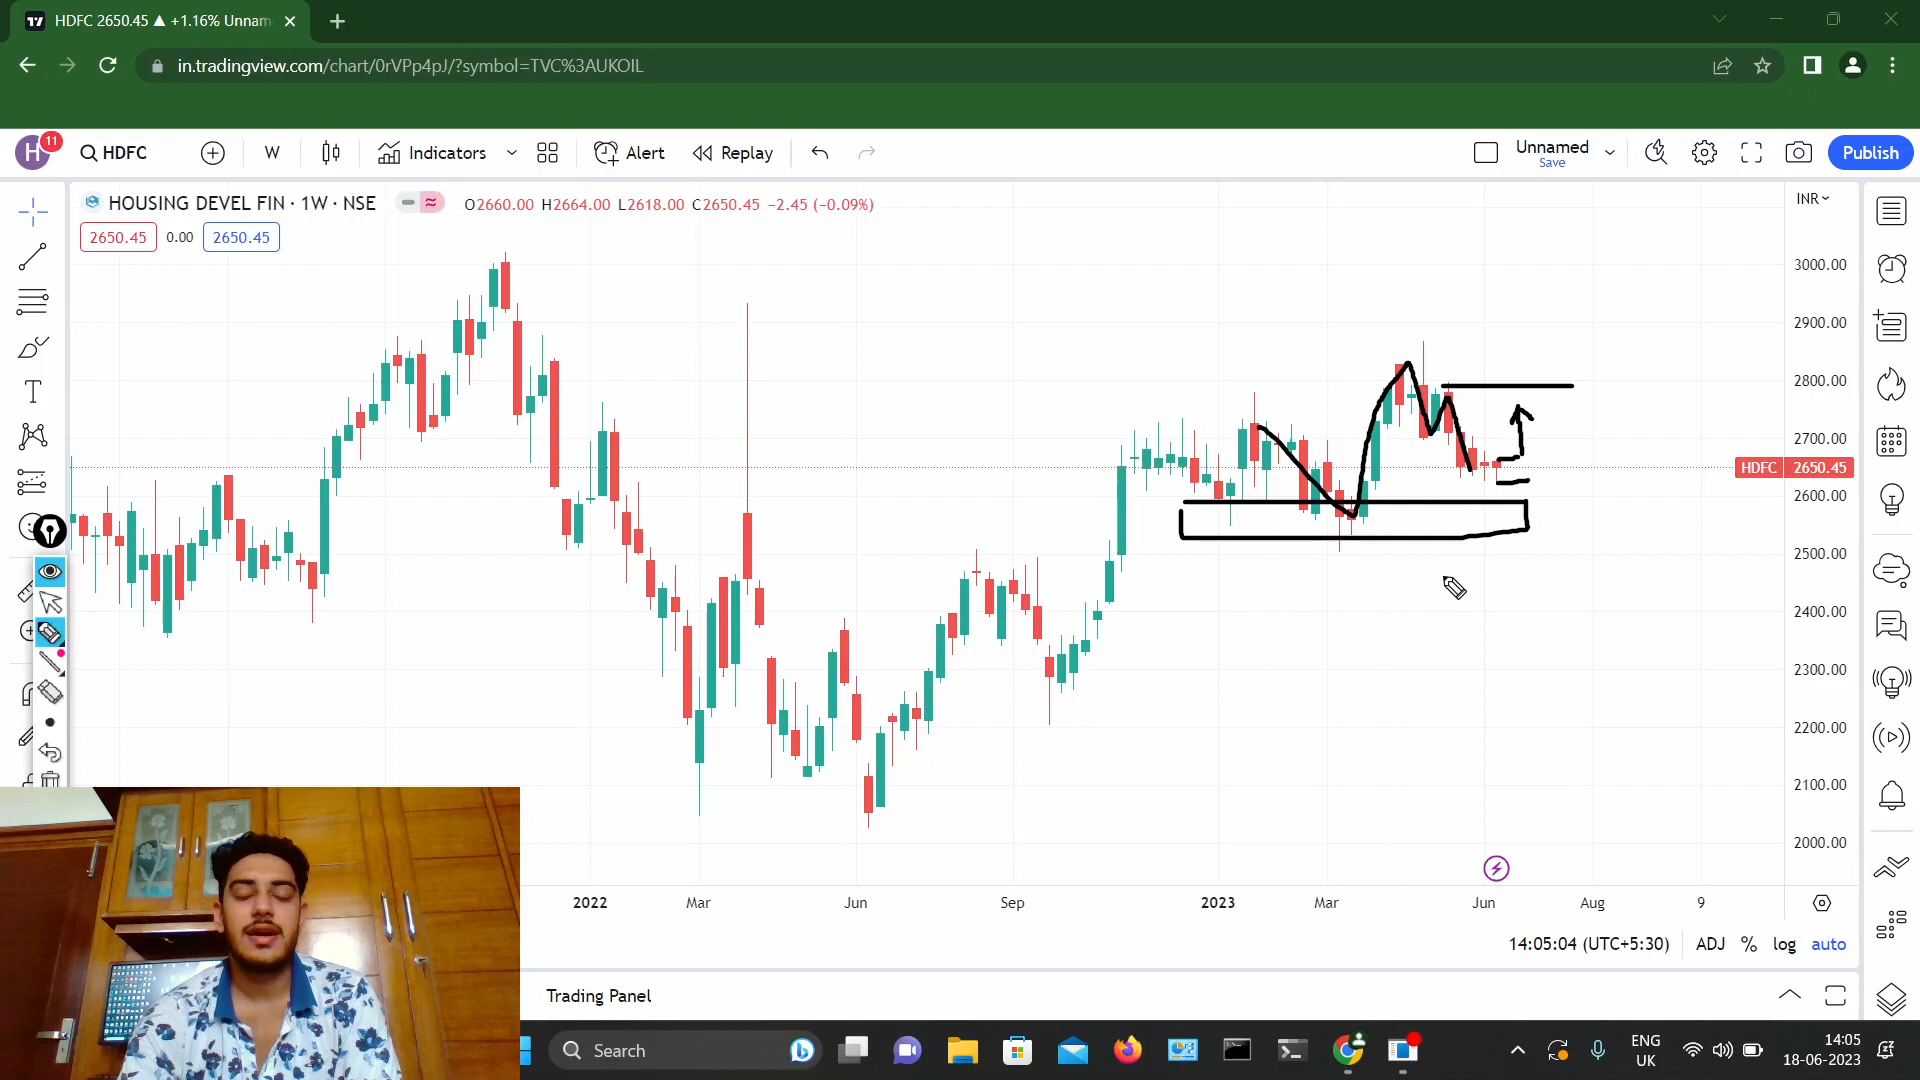 HDFC 2650.45 ▲ +1.16% Unnam
in.tradingview.com/chart/0rVPp4pJ/?symbol=TVC%3AUKOIL
H 11 HDFC W Indicators Alert Replay Unnamed Save Publish
HOUSING DEVEL FIN · 1W · NSE O2660.00 H2664.00 L2618.00 C2650.45 −2.45 (−0.09%) INR
2650.45 0.00 2650.45
3000.00
2900.00
2800.00
2700.00
HDFC 2650.45
2600.00
2500.00
2400.00
2300.00
2200.00
2100.00
2000.00
2022 Mar Jun Sep 2023 Mar Jun Aug 9
14:05:04 (UTC+5:30) ADJ % log auto
Trading Panel
Search
ENG
UK
14:05
18-06-2023